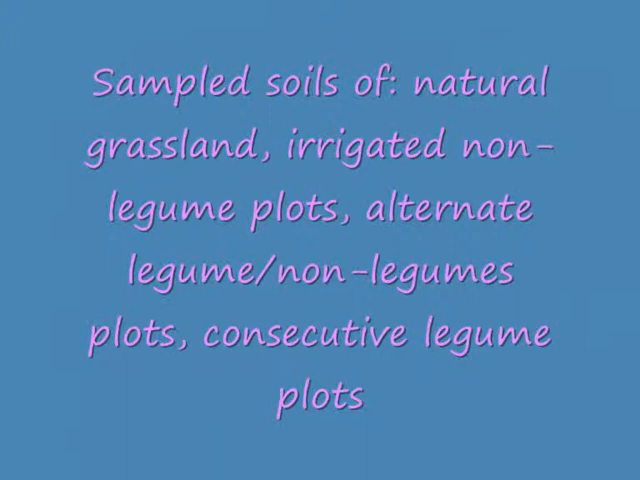 Sampled soils of: natural
grassland, irrigated non-
legume plots, alternate
legume/non-legumes
plots, consecutive legume
plots